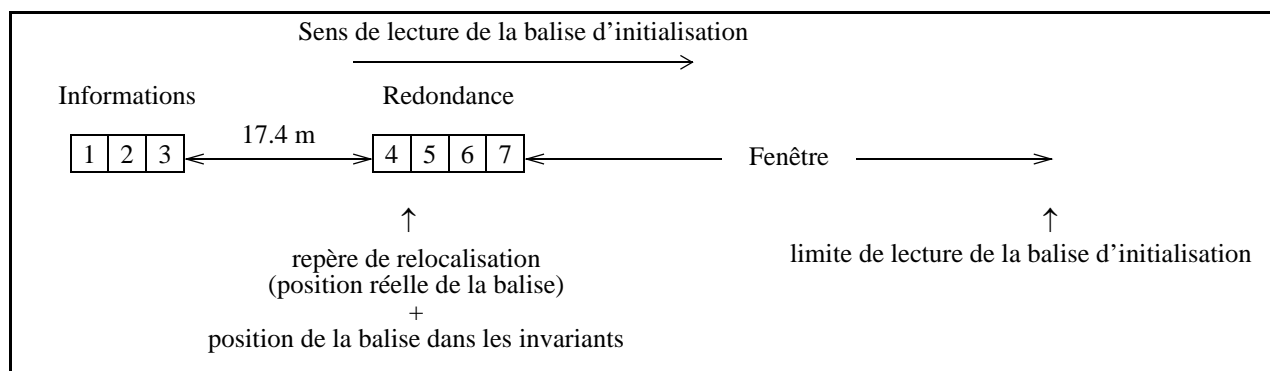 Sens de lecture de la balise d’initialisation
Informations
Redondance
17.4 m
1 2 3
4 5 6 7
Fenêtre
repère de relocalisation
(position réelle de la balise)
+
position de la balise dans les invariants
limite de lecture de la balise d’initialisation